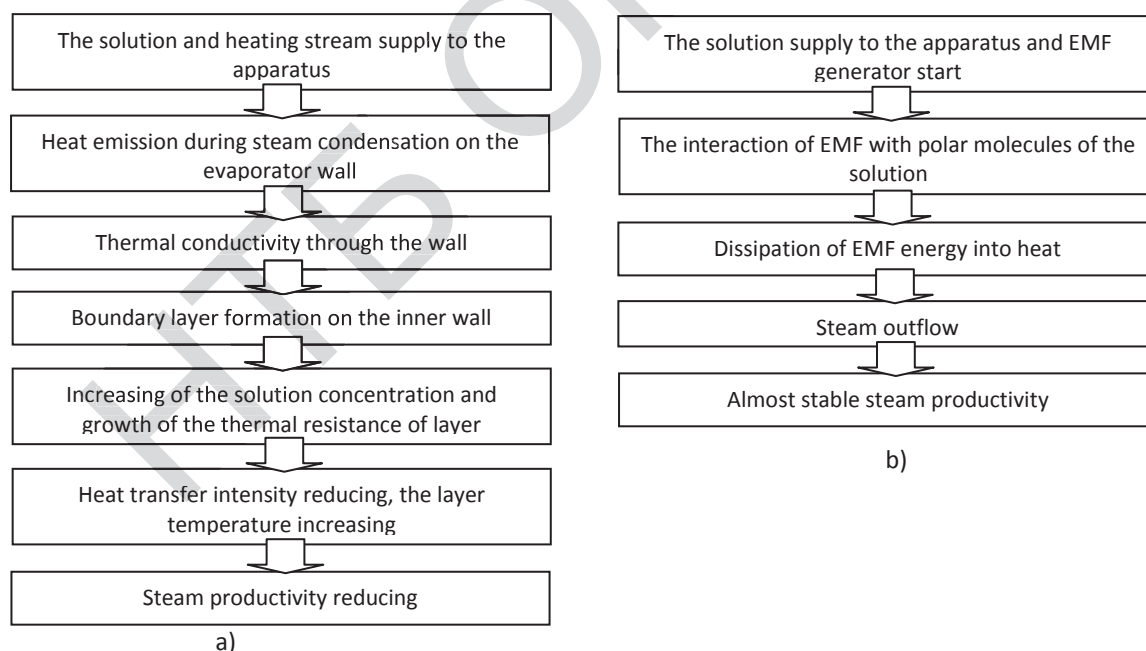 The solution and heating stream supply to the
apparatus
Heat emission during steam condensation on the
evaporator wall
Thermal conductivity through the wall
Boundary layer formation on the inner wall
Increasing of the solution concentration and
growth of the thermal resistance of layer
Heat transfer intensity reducing, the layer
temperature increasing
Steam productivity reducing
a)
The solution supply to the apparatus and EMF
generator start
The interaction of EMF with polar molecules of the
solution
Dissipation of EMF energy into heat
Steam outflow
Almost stable steam productivity
b)
НТБ